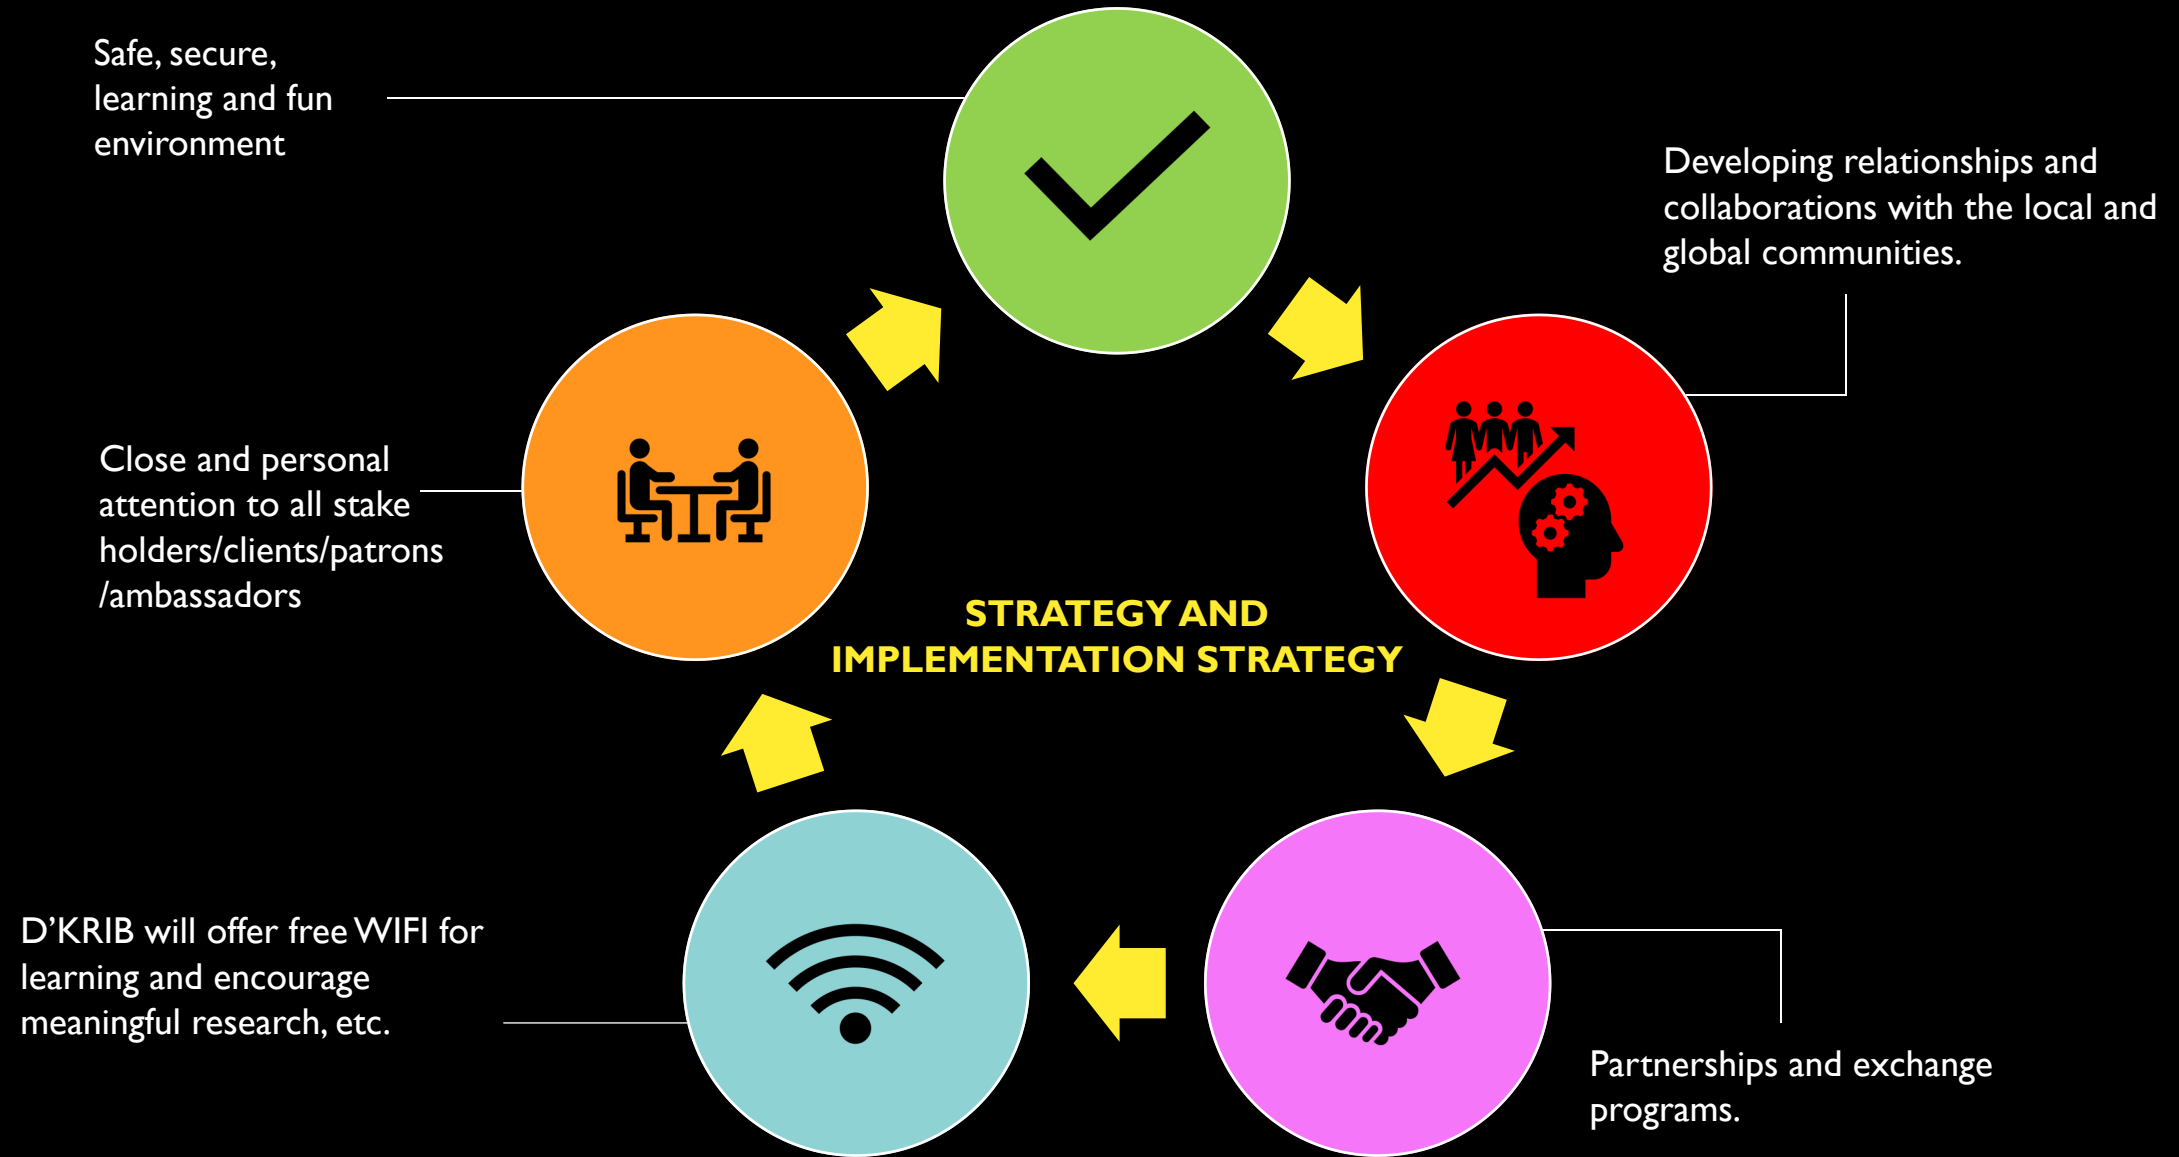 Safe, secure,
learning and fun
environment
Developing relationships and
collaborations with the local and
global communities.
Close and personal
attention to all stake
holders/clients/patrons
/ambassadors
STRATEGY AND
IMPLEMENTATION STRATEGY
D’KRIB will offer free WIFI for
learning and encourage
meaningful research, etc.
Partnerships and exchange
programs.